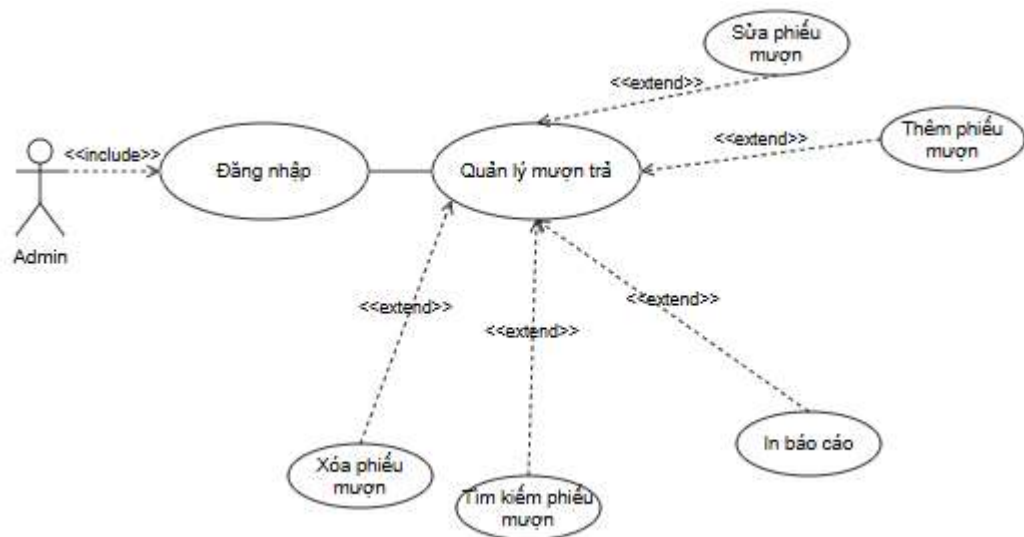 Sửa phiếu
mượn
<<extend>>
Thêm phiếu
mượn
<<extend>>
<<include>>
Đăng nhập
Quản lý mượn trả
Admin
<<extend>>
<<extend>>
<<extend>>
In báo cáo
Xóa phiếu
mượn
Tìm kiếm phiếu
mượn